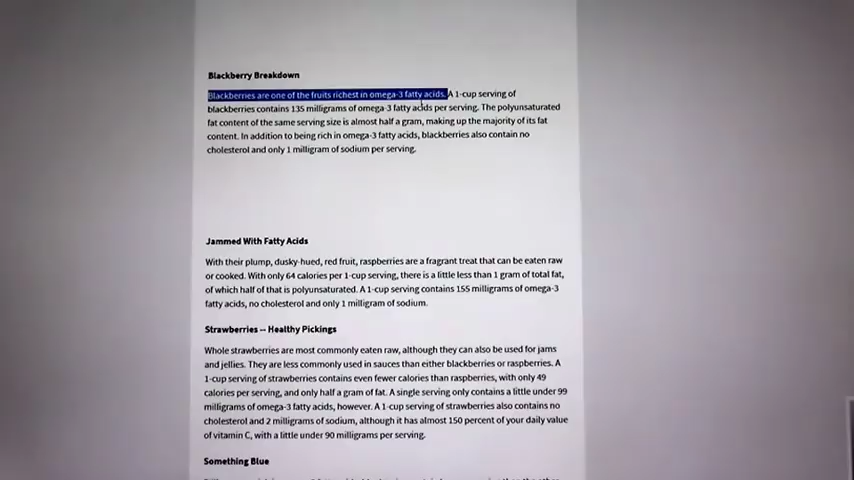 Blackberry Breakdown
Blackberries are one of the fruits richest in omega-3 fatty acids. A 1-cup serving of
blackberries contains 135 milligrams of omega-3 fatty acids per serving. The polyunsaturated
fat content of the same serving size is almost half a gram, making up the majority of its fat
content. In addition to being rich in omega-3 fatty acids, blackberries also contain no
cholesterol and only 1 milligram of sodium per serving.
Jammed With Fatty Acids
With their plump, dusky-hued, red fruit, raspberries are a fragrant treat that can be eaten raw
or cooked. With only 64 calories per 1-cup serving, there is a little less than 1 gram of total fat,
of which half of that is polyunsaturated. A 1-cup serving contains 155 milligrams of omega-3
fatty acids, no cholesterol and only 1 milligram of sodium.
Strawberries -- Healthy Pickings
Whole strawberries are most commonly eaten raw, although they can also be used for jams
and jellies. They are less commonly used in sauces than either blackberries or raspberries. A
1-cup serving of strawberries contains even fewer calories than raspberries, with only 49
calories per serving, and only half a gram of fat. A single serving only contains a little under 99
milligrams of omega-3 fatty acids, however. A 1-cup serving of strawberries also contains no
cholesterol and 2 milligrams of sodium, although it has almost 150 percent of your daily value
of vitamin C, with a little under 90 milligrams per serving.
Something Blue